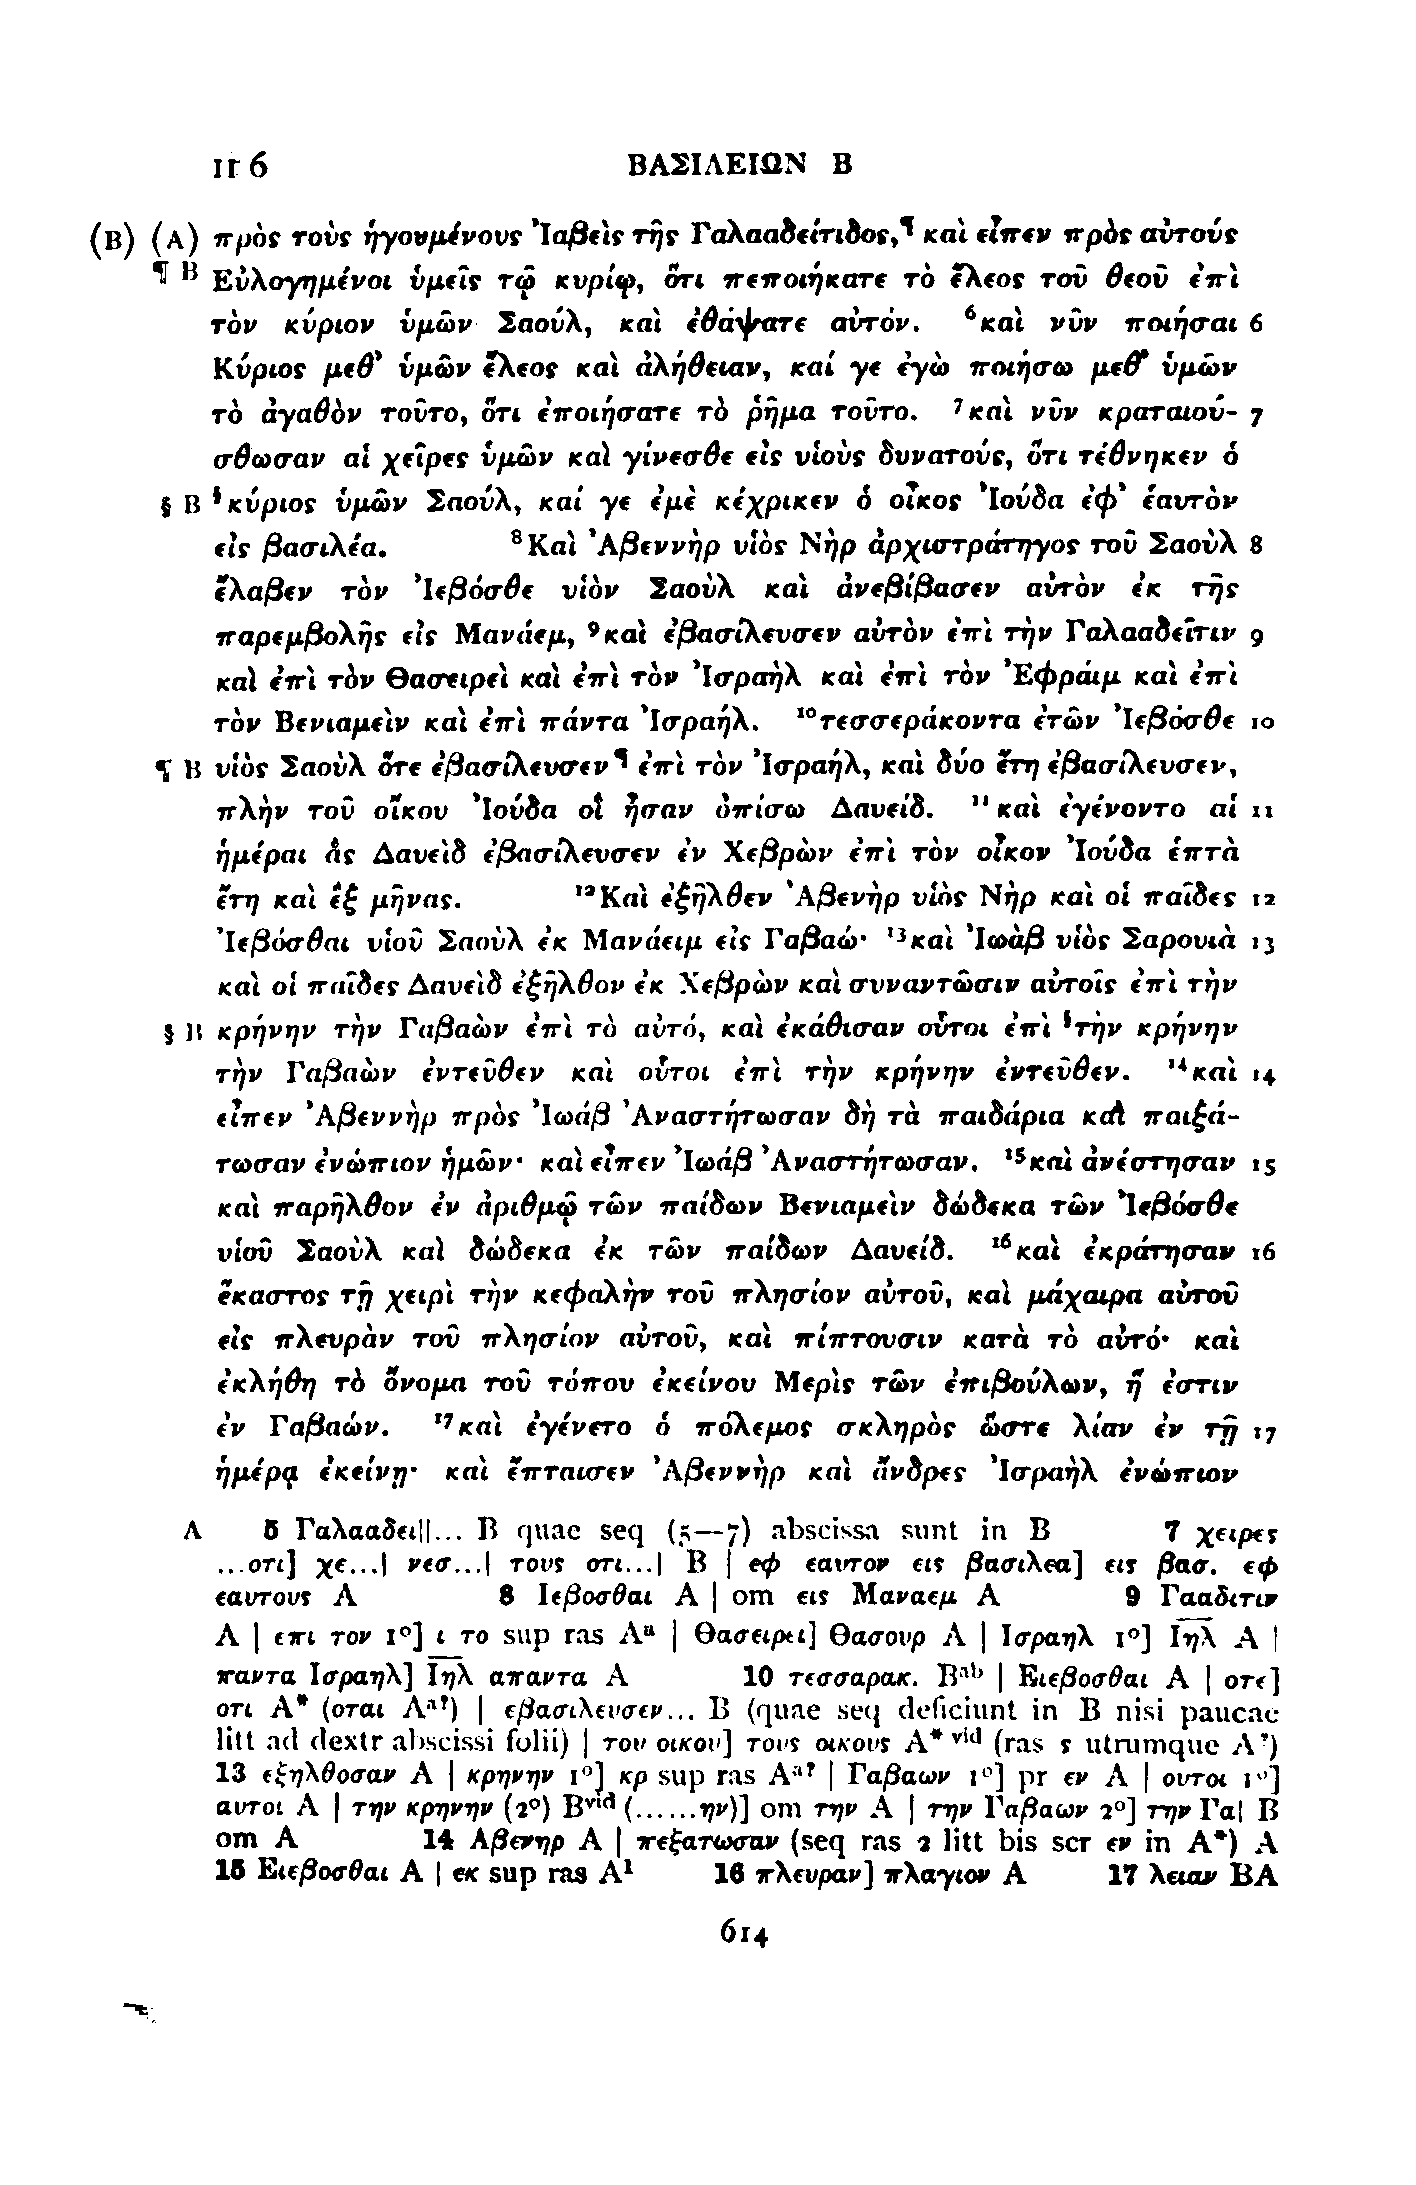 II 6 ΒΑΣΙΛΕΙΩΝ Β
(B) (A) πρὸς τοὺς ἡγουμένους Ἰαβεὶς τῆς Γαλααδείτιδος,¶ καὶ εἶπεν πρὸς αὐτούς
¶ B Εὐλογημένοι ὑμεῖς τῷ κυρίῳ, ὅτι πεποιήκατε τὸ ἔλεος τοῦ θεοῦ ἐπὶ
τὸν κύριον ὑμῶν Σαούλ, καὶ ἐθάψατε αὐτόν. ⁶καὶ νῦν ποιήσαι 6
Κύριος μεθ’ ὑμῶν ἔλεος καὶ ἀλήθειαν, καί γε ἐγὼ ποιήσω μεθ’ ὑμῶν
τὸ ἀγαθὸν τοῦτο, ὅτι ἐποιήσατε τὸ ῥῆμα τοῦτο. ⁷καὶ νῦν κραταιού- 7
σθωσαν αἱ χεῖρες ὑμῶν καὶ γίνεσθε εἰς υἱοὺς δυνατούς, ὅτι τέθνηκεν ὁ
§ B §κύριος ὑμῶν Σαούλ, καί γε ἐμὲ κέχρικεν ὁ οἶκος Ἰούδα ἐφ’ ἑαυτὸν
εἰς βασιλέα. ⁸Καὶ Ἀβεννὴρ υἱὸς Νὴρ ἀρχιστράτηγος τοῦ Σαοὺλ 8
ἔλαβεν τὸν Ἰεβόσθε υἱὸν Σαοὺλ καὶ ἀνεβίβασεν αὐτὸν ἐκ τῆς
παρεμβολῆς εἰς Μανάεμ, ⁹καὶ ἐβασίλευσεν αὐτὸν ἐπὶ τὴν Γαλααδεῖτιν 9
καὶ ἐπὶ τὸν Θασειρεὶ καὶ ἐπὶ τὸν Ἰσραὴλ καὶ ἐπὶ τὸν Ἐφράιμ καὶ ἐπὶ
τὸν Βενιαμεὶν καὶ ἐπὶ πάντα Ἰσραήλ. ¹⁰τεσσεράκοντα ἐτῶν Ἰεβόσθε 10
¶ B υἱὸς Σαοὺλ ὅτε ἐβασίλευσεν¶ ἐπὶ τὸν Ἰσραήλ, καὶ δύο ἔτη ἐβασίλευσεν,
πλὴν τοῦ οἴκου Ἰούδα οἳ ἦσαν ὀπίσω Δαυείδ. ¹¹καὶ ἐγένοντο αἱ 11
ἡμέραι ἃς Δαυεὶδ ἐβασίλευσεν ἐν Χεβρὼν ἐπὶ τὸν οἶκον Ἰούδα ἑπτὰ
ἔτη καὶ ἓξ μῆνας. ¹²Καὶ ἐξῆλθεν Ἀβενὴρ υἱὸς Νὴρ καὶ οἱ παῖδες 12
Ἰεβόσθαι υἱοῦ Σαοὺλ ἐκ Μανάειμ εἰς Γαβαώ· ¹³καὶ Ἰωὰβ υἱὸς Σαρουιὰ 13
καὶ οἱ παῖδες Δαυεὶδ ἐξῆλθον ἐκ Χεβρὼν καὶ συναντῶσιν αὐτοῖς ἐπὶ τὴν
§ B κρήνην τὴν Γαβαὼν ἐπὶ τὸ αὐτό, καὶ ἐκάθισαν οὗτοι ἐπὶ §τὴν κρήνην
τὴν Γαβαὼν ἐντεῦθεν καὶ οὗτοι ἐπὶ τὴν κρήνην ἐντεῦθεν. ¹⁴καὶ 14
εἶπεν Ἀβεννὴρ πρὸς Ἰωάβ Ἀναστήτωσαν δὴ τὰ παιδάρια καὶ παιξά-
τωσαν ἐνώπιον ἡμῶν· καὶ εἶπεν Ἰωάβ Ἀναστήτωσαν. ¹⁵καὶ ἀνέστησαν 15
καὶ παρῆλθον ἐν ἀριθμῷ τῶν παίδων Βενιαμεὶν δώδεκα τῶν Ἰεβόσθε
υἱοῦ Σαοὺλ καὶ δώδεκα ἐκ τῶν παίδων Δαυείδ. ¹⁶καὶ ἐκράτησαν 16
ἕκαστος τῇ χειρὶ τὴν κεφαλὴν τοῦ πλησίον αὐτοῦ, καὶ μάχαιρα αὐτοῦ
εἰς πλευρὰν τοῦ πλησίον αὐτοῦ, καὶ πίπτουσιν κατὰ τὸ αὐτό· καὶ
ἐκλήθη τὸ ὄνομα τοῦ τόπου ἐκείνου Μερὶς τῶν ἐπιβούλων, ἥ ἐστιν
ἐν Γαβαών. ¹⁷καὶ ἐγένετο ὁ πόλεμος σκληρὸς ὥστε λίαν ἐν τῇ 17
ἡμέρᾳ ἐκείνῃ· καὶ ἔπταισεν Ἀβεννὴρ καὶ ἄνδρες Ἰσραὴλ ἐνώπιον
A 5 Γαλααδει||... B quae seq (5—7) abscissa sunt in B 7 χειρες
...οτι] χε...| νεσ...| τους οτι...| B | εφ εαυτον εις βασιλεα] εις βασ. εφ
εαυτους A 8 Ιεβοσθαι A | om εις Μαναεμ A 9 Γααδιτιν
A | επι τον 1°] ι το sup ras Aᵃ | Θασειρει] Θασουρ A | Ισραηλ 1°] Ιηλ A |
παντα Ισραηλ] Ιηλ απαντα A 10 τεσσαρακ. Bᵃᵇ | Ειεβοσθαι A | οτε]
οτι A* (οται Aᵃ?) | εβασιλευσεν... B (quae seq deficiunt in B nisi paucae
litt ad dextr abscissi folii) | του οικου] τους οικους A* ᵛⁱᵈ (ras ς utrumque A?)
13 εξηλθοσαν A | κρηνην 1°] κρ sup ras Aᵃ? | Γαβαων 1°] pr εν A | ουτοι 1°]
αυτοι A | την κρηνην (2°) Bᵛⁱᵈ (......ην)] om την A | την Γαβαων 2°] την Γα| B
om A 14 Αβενηρ A | πεξατωσαν (seq ras 2 litt bis scr εν in A*) A
15 Ειεβοσθαι A | εκ sup ras A¹ 16 πλευραν] πλαγιον A 17 λειαν BA
614